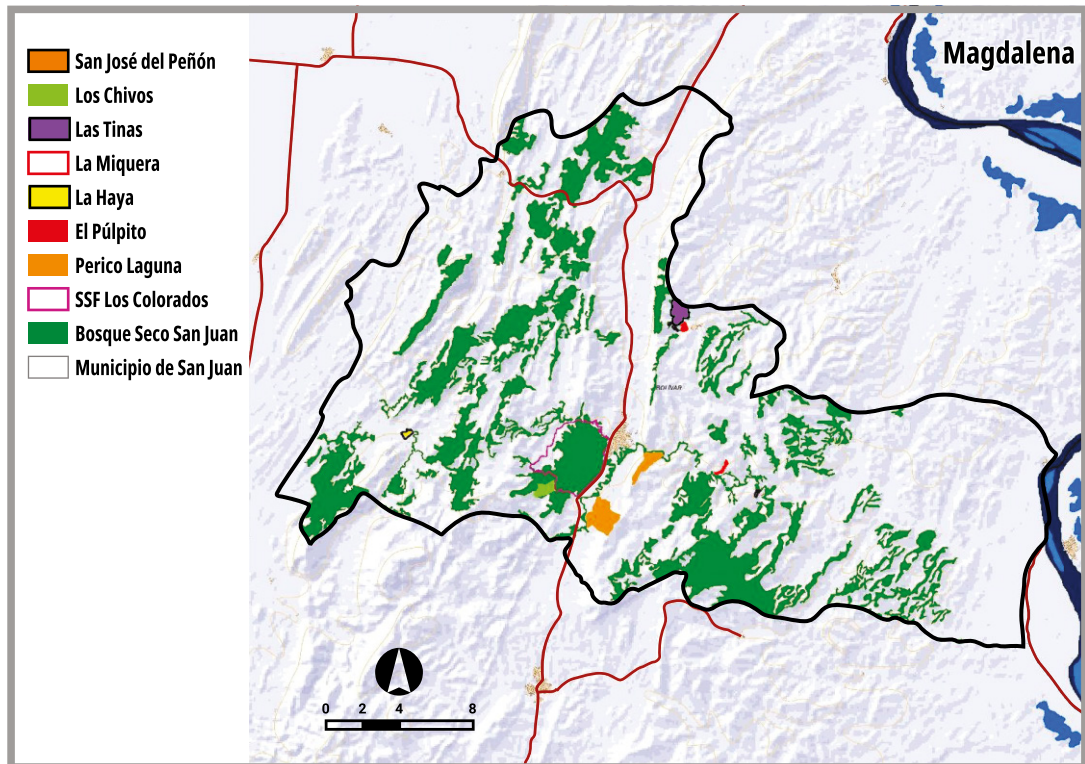 Magdalena
San José del Peñón
Los Chivos
Las Tinas
La Miquera
La Haya
El Púlpito
Perico Laguna
SSF Los Colorados
Bosque Seco San Juan
Municipio de San Juan
0 2 4 8